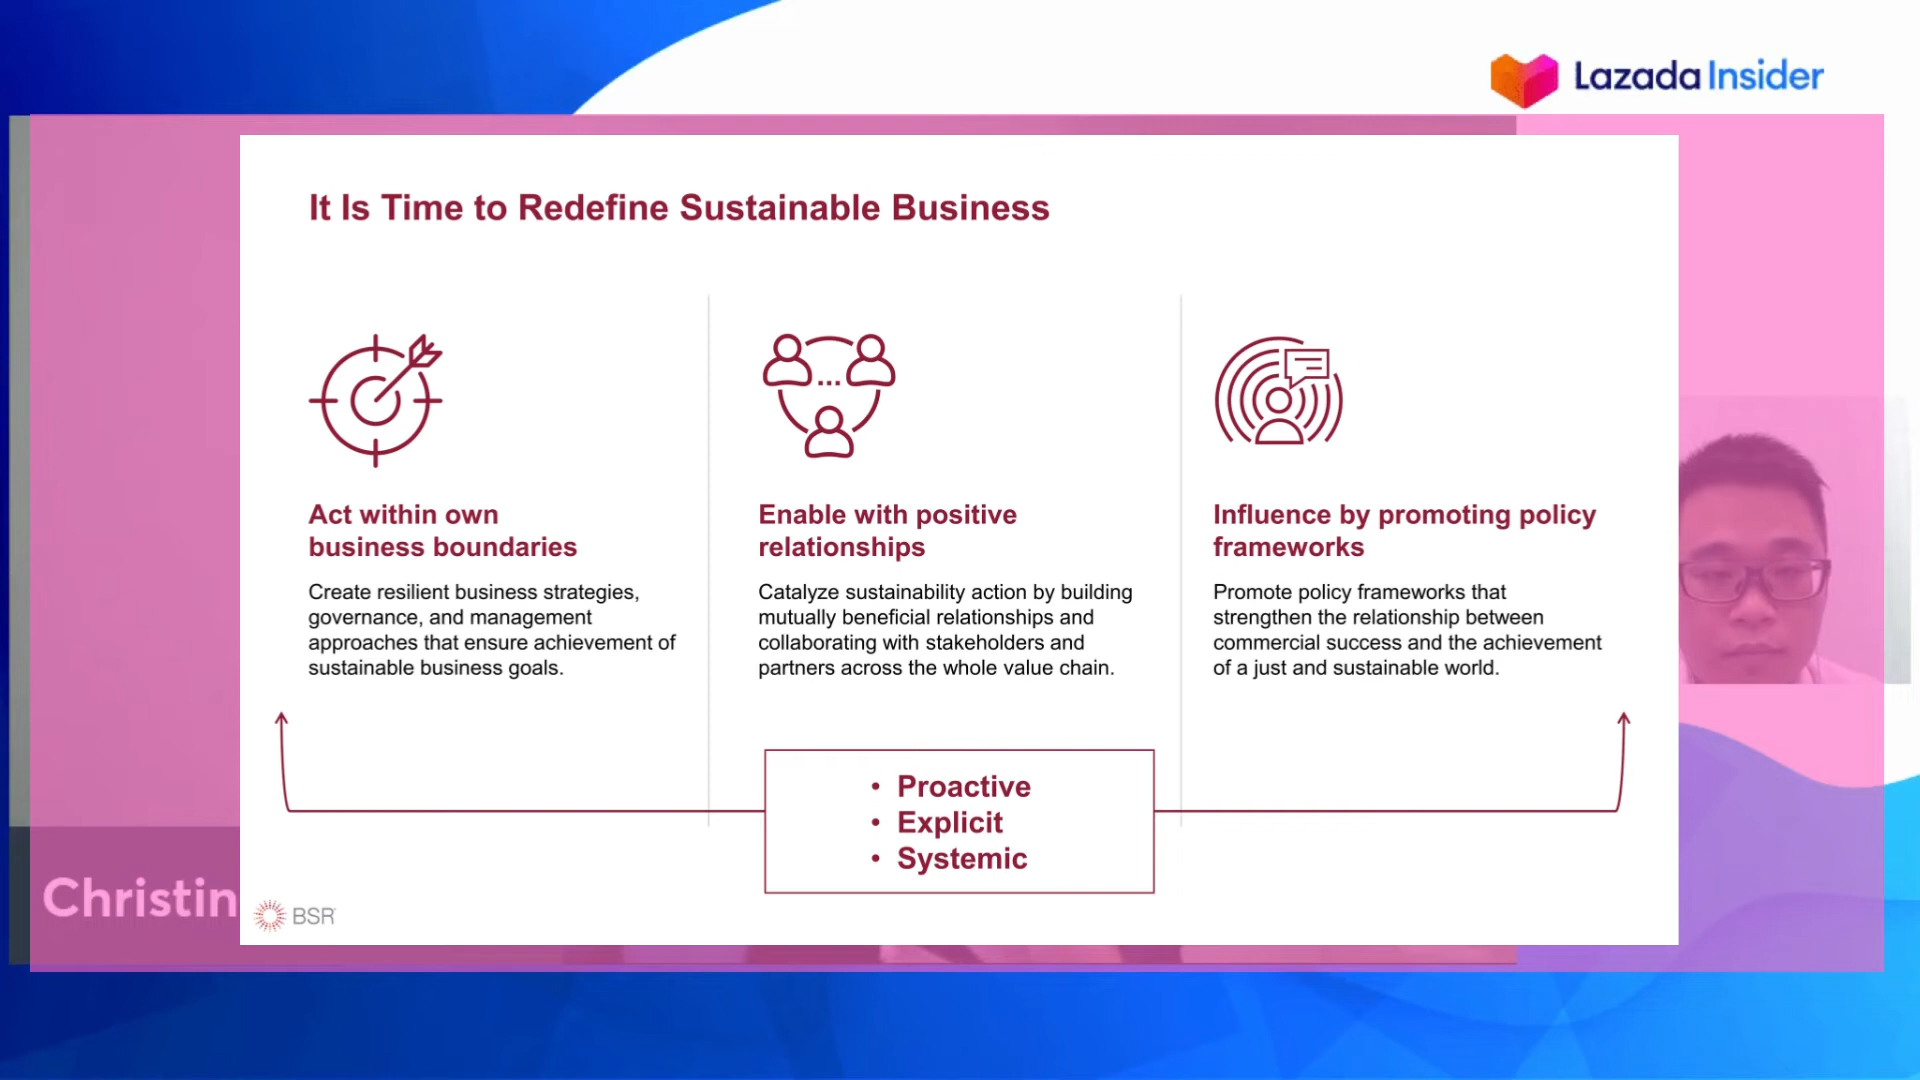 Lazada Insider
It Is Time to Redefine Sustainable Business
Act within own
business boundaries
Create resilient business strategies,
governance, and management
approaches that ensure achievement of
sustainable business goals.
Enable with positive
relationships
Catalyze sustainability action by building
mutually beneficial relationships and
collaborating with stakeholders and
partners across the whole value chain.
Influence by promoting policy
frameworks
Promote policy frameworks that
strengthen the relationship between
commercial success and the achievement
of a just and sustainable world.
• Proactive
• Explicit
• Systemic
Christin
BSR